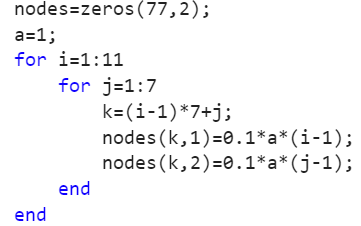 nodes=zeros(77,2);
a=1;
for i=1:11
    for j=1:7
        k=(i-1)*7+j;
        nodes(k,1)=0.1*a*(i-1);
        nodes(k,2)=0.1*a*(j-1);
    end
end